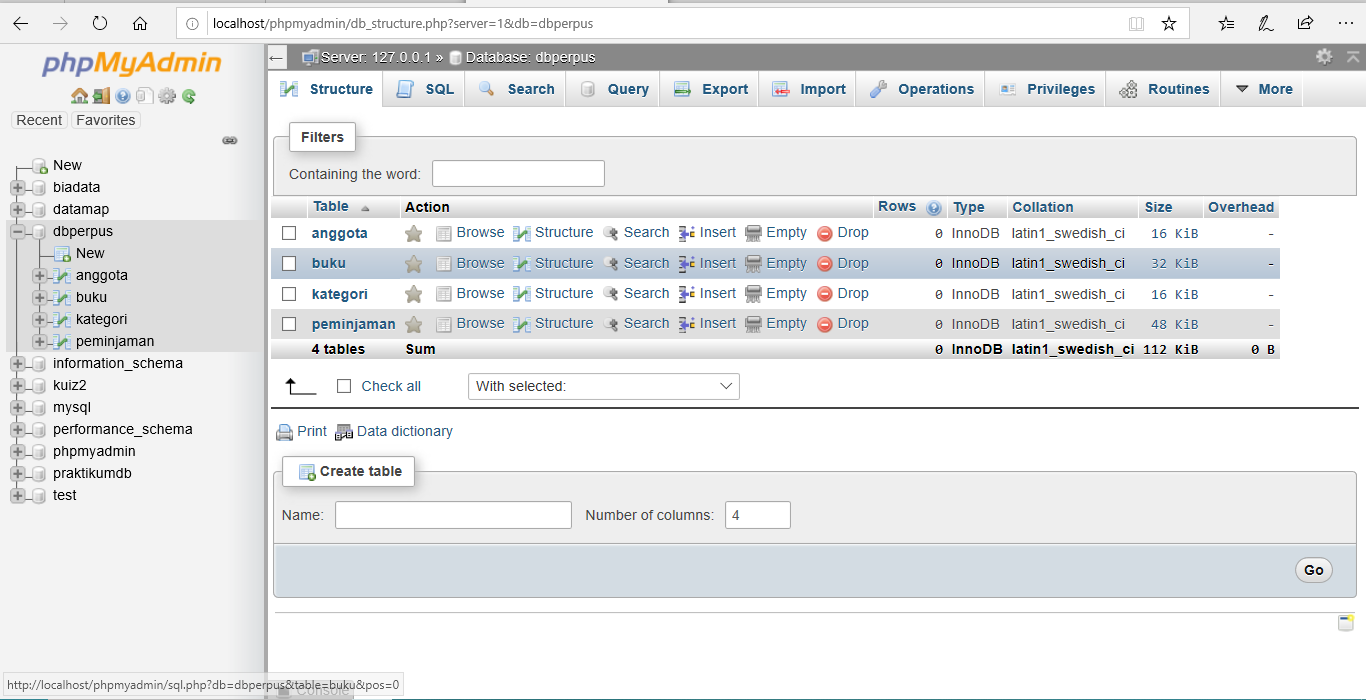 localhost/phpmyadmin/db_structure.php?server=1&db=dbperpus
phpMyAdmin
Recent Favorites
New
biadata
datamap
dbperpus
New
anggota
buku
kategori
peminjaman
information_schema
kuiz2
mysql
performance_schema
phpmyadmin
praktikumdb
test
Server: 127.0.0.1 » Database: dbperpus
Structure SQL Search Query Export Import Operations Privileges Routines More
Filters
Containing the word:
Table Action Rows Type Collation Size Overhead
anggota Browse Structure Search Insert Empty Drop 0 InnoDB latin1_swedish_ci 16 KiB -
buku Browse Structure Search Insert Empty Drop 0 InnoDB latin1_swedish_ci 32 KiB -
kategori Browse Structure Search Insert Empty Drop 0 InnoDB latin1_swedish_ci 16 KiB -
peminjaman Browse Structure Search Insert Empty Drop 0 InnoDB latin1_swedish_ci 48 KiB -
4 tables Sum 0 InnoDB latin1_swedish_ci 112 KiB 0 B
Check all With selected:
Print Data dictionary
Create table
Name: Number of columns: 4
Go
http://localhost/phpmyadmin/sql.php?db=dbperpus&table=buku&pos=0
Console